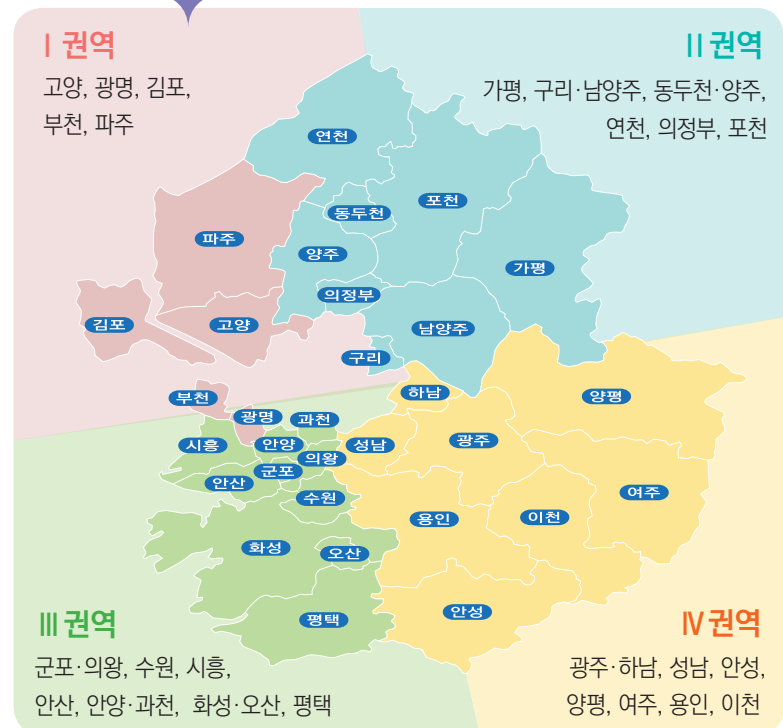 I 권역
고양, 광명, 김포,
부천, 파주
II 권역
가평, 구리·남양주, 동두천·양주,
연천, 의정부, 포천
연천
포천
동두천
파주
양주
가평
의정부
김포
고양
남양주
구리
하남
양평
부천
광명
과천
시흥
안양
성남
광주
의왕
군포
안산
수원
여주
용인
이천
화성
오산
안성
평택
III 권역
군포·의왕, 수원, 시흥,
안산, 안양·과천, 화성·오산, 평택
IV 권역
광주·하남, 성남, 안성,
양평, 여주, 용인, 이천